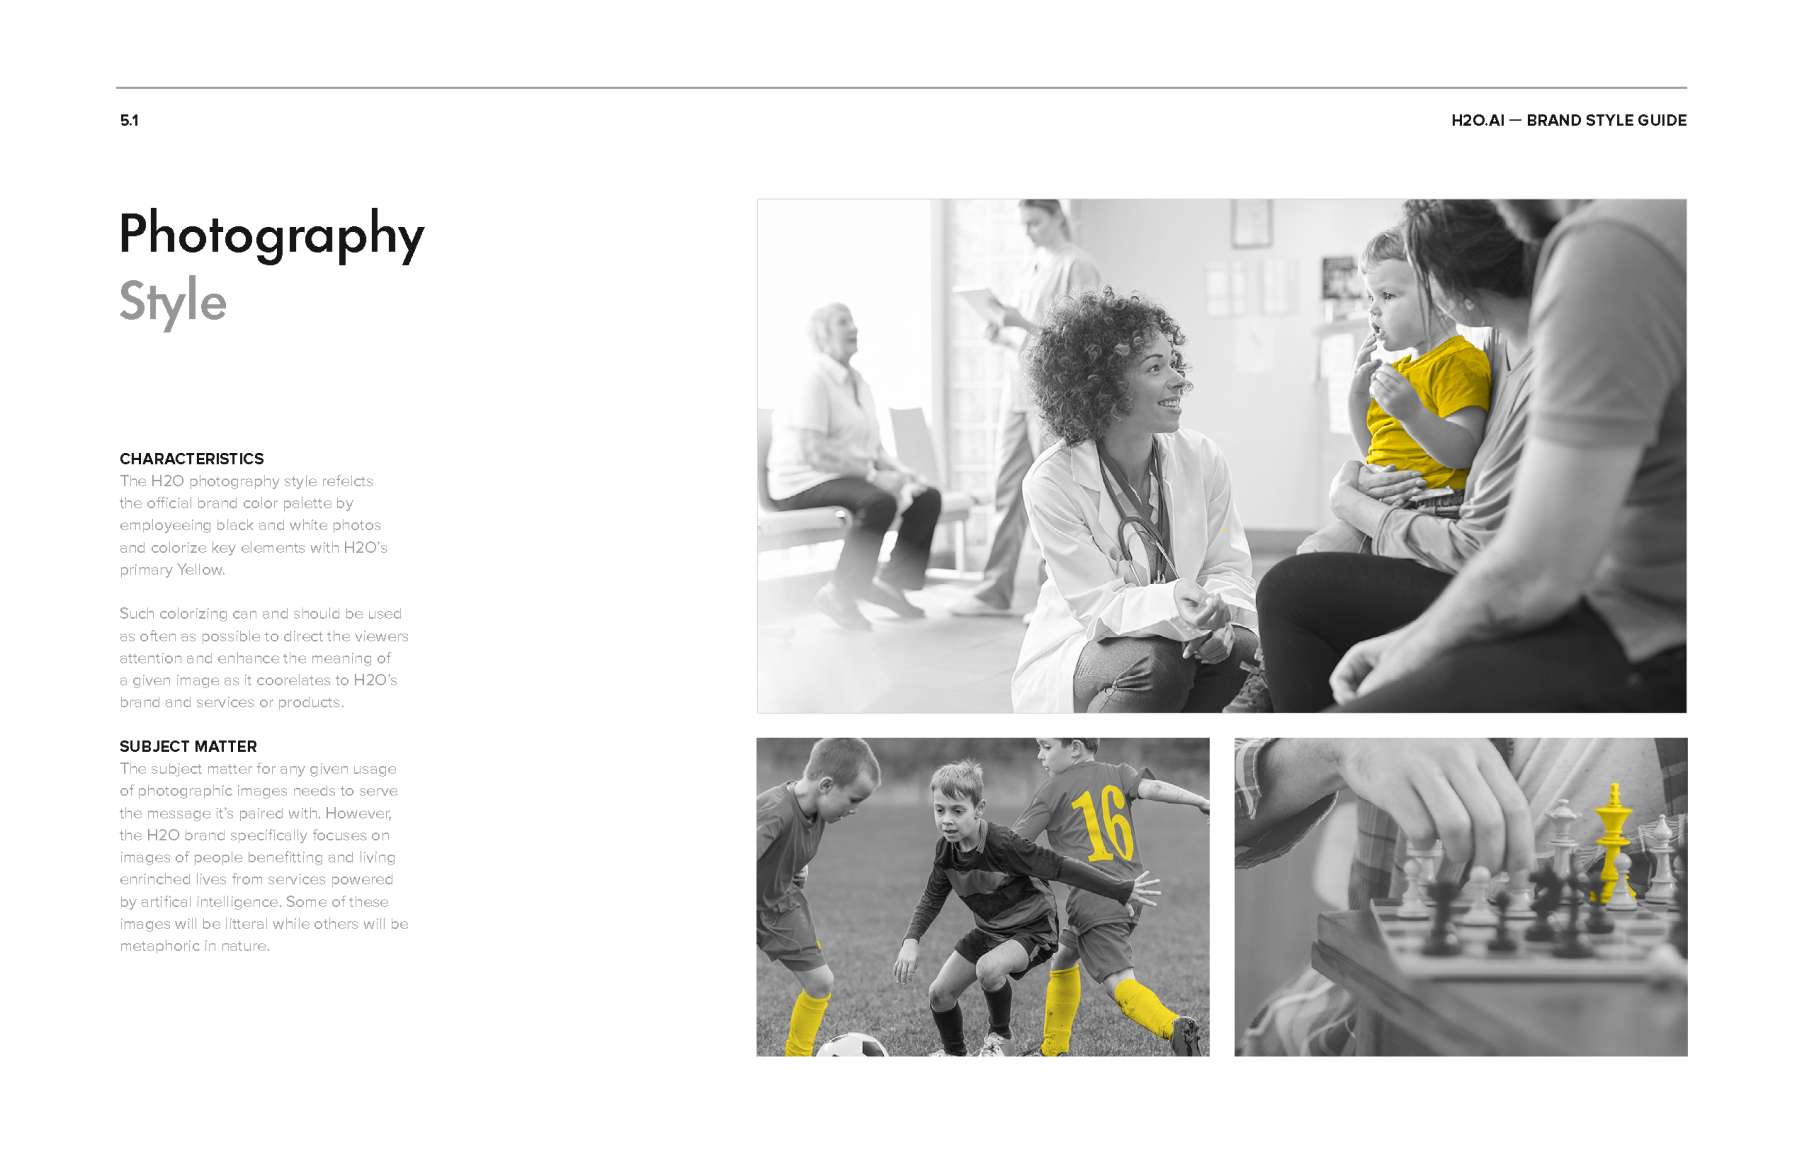 5.1
H2O.AI — BRAND STYLE GUIDE
Photography
Style
CHARACTERISTICS
The H2O photography style refelcts
the official brand color palette by
employeeing black and white photos
and colorize key elements with H2O's
primary Yellow.
Such colorizing can and should be used
as often as possible to direct the viewers
attention and enhance the meaning of
a given image as it coorelates to H2O's
brand and services or products.
SUBJECT MATTER
The subject matter for any given usage
of photographic images needs to serve
the message it's paired with. However,
the H2O brand specifically focuses on
images of people benefitting and living
enrinched lives from services powered
by artifical intelligence. Some of these
images will be litteral while others will be
metaphoric in nature.
16